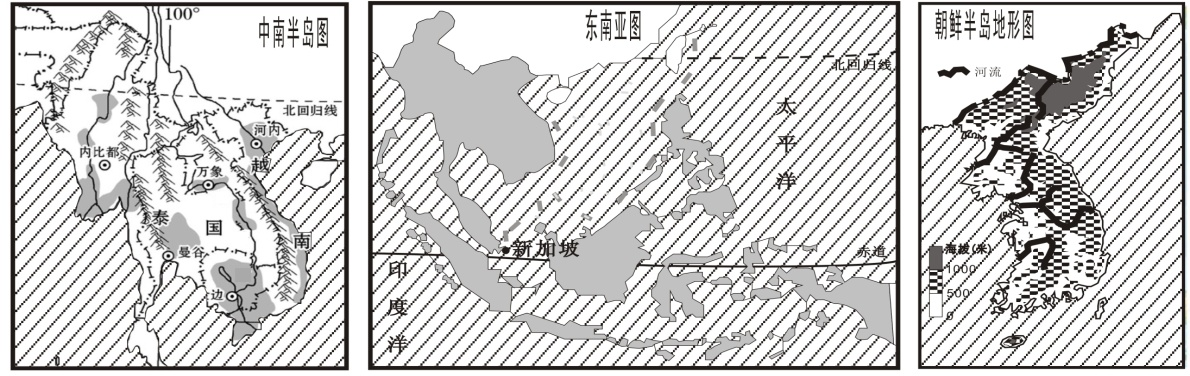 100°
中南半岛图
北回归线
河内
内比都
越
万象
泰
国
南
曼谷
边
0
东南亚图
北回归线
太
平
洋
新加坡
赤道
印
度
洋
朝鲜半岛地形图
河流
海拔(米)
1000
500
0